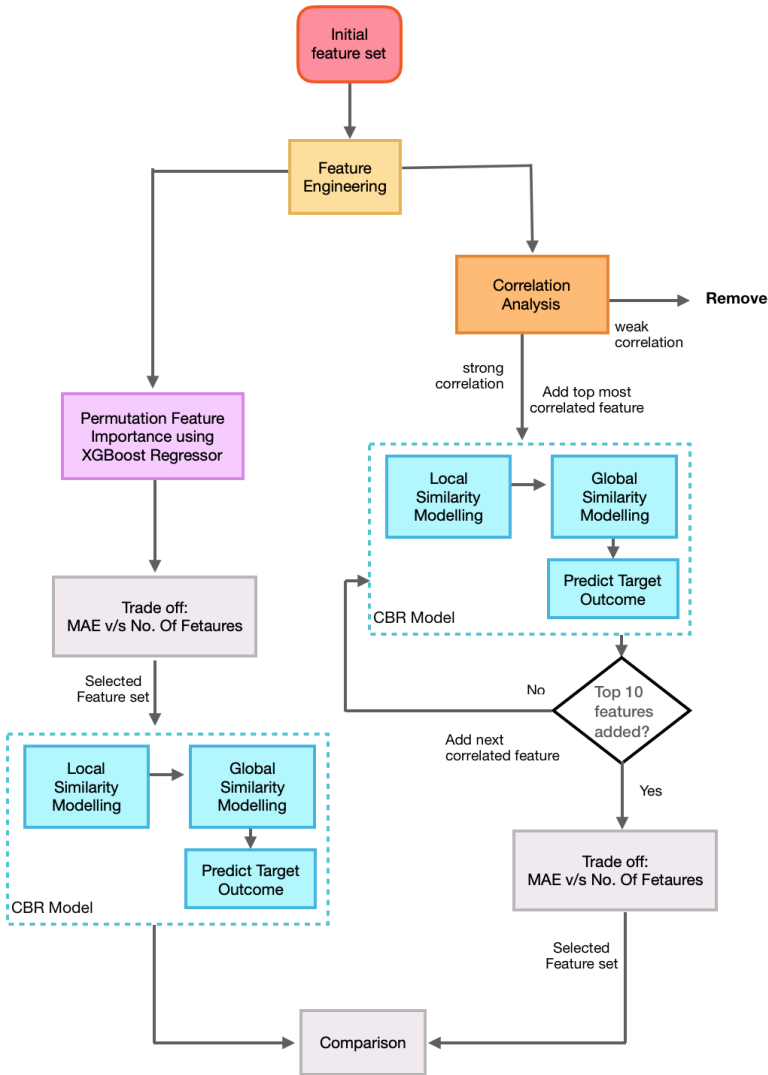 Initial
feature set
Feature
Engineering
Correlation
Analysis
Remove
weak
correlation
strong
correlation
Add top most
correlated feature
Permutation Feature
Importance using
XGBoost Regressor
Local
Similarity
Modelling
Global
Similarity
Modelling
Predict Target
Outcome
CBR Model
Trade off:
MAE v/s No. Of Fetaures
Selected
Feature set
No
Top 10
features
added?
Add next
correlated feature
Yes
Local
Similarity
Modelling
Global
Similarity
Modelling
Predict Target
Outcome
CBR Model
Trade off:
MAE v/s No. Of Fetaures
Selected
Feature set
Comparison